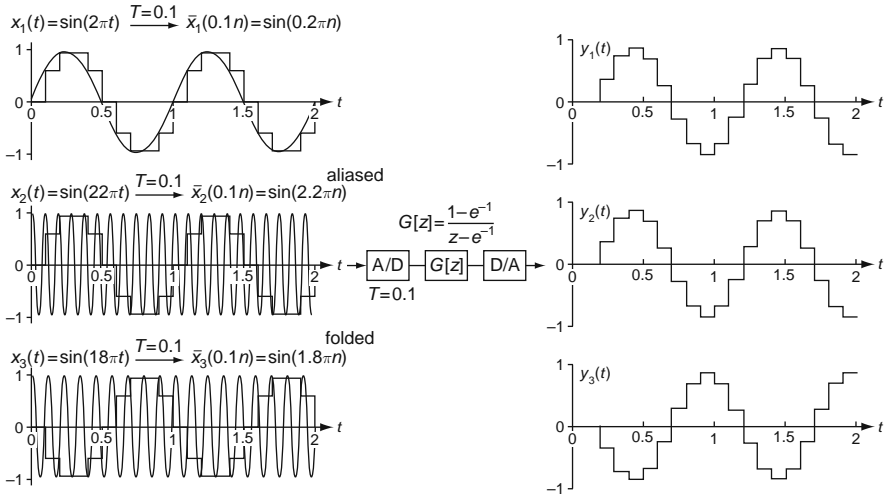 x₁(t)=sin(2πt) T=0.1 x̄₁(0.1n)=sin(0.2πn)
1
0
−1
0
0.5
1
1.5
2
t
y₁(t)
1
0
−1
0
0.5
1
1.5
2
t
aliased
x₂(t)=sin(22πt) T=0.1 x̄₂(0.1n)=sin(2.2πn)
1
0
−1
0
0.5
1
1.5
2
t
G[z]=1−e⁻¹/z−e⁻¹
A/D
G[z]
D/A
T=0.1
y₂(t)
1
0
−1
0
0.5
1
1.5
2
t
folded
x₃(t)=sin(18πt) T=0.1 x̄₃(0.1n)=sin(1.8πn)
1
0
−1
0
0.5
1
1.5
2
t
y₃(t)
1
0
−1
0
0.5
1
1.5
2
t